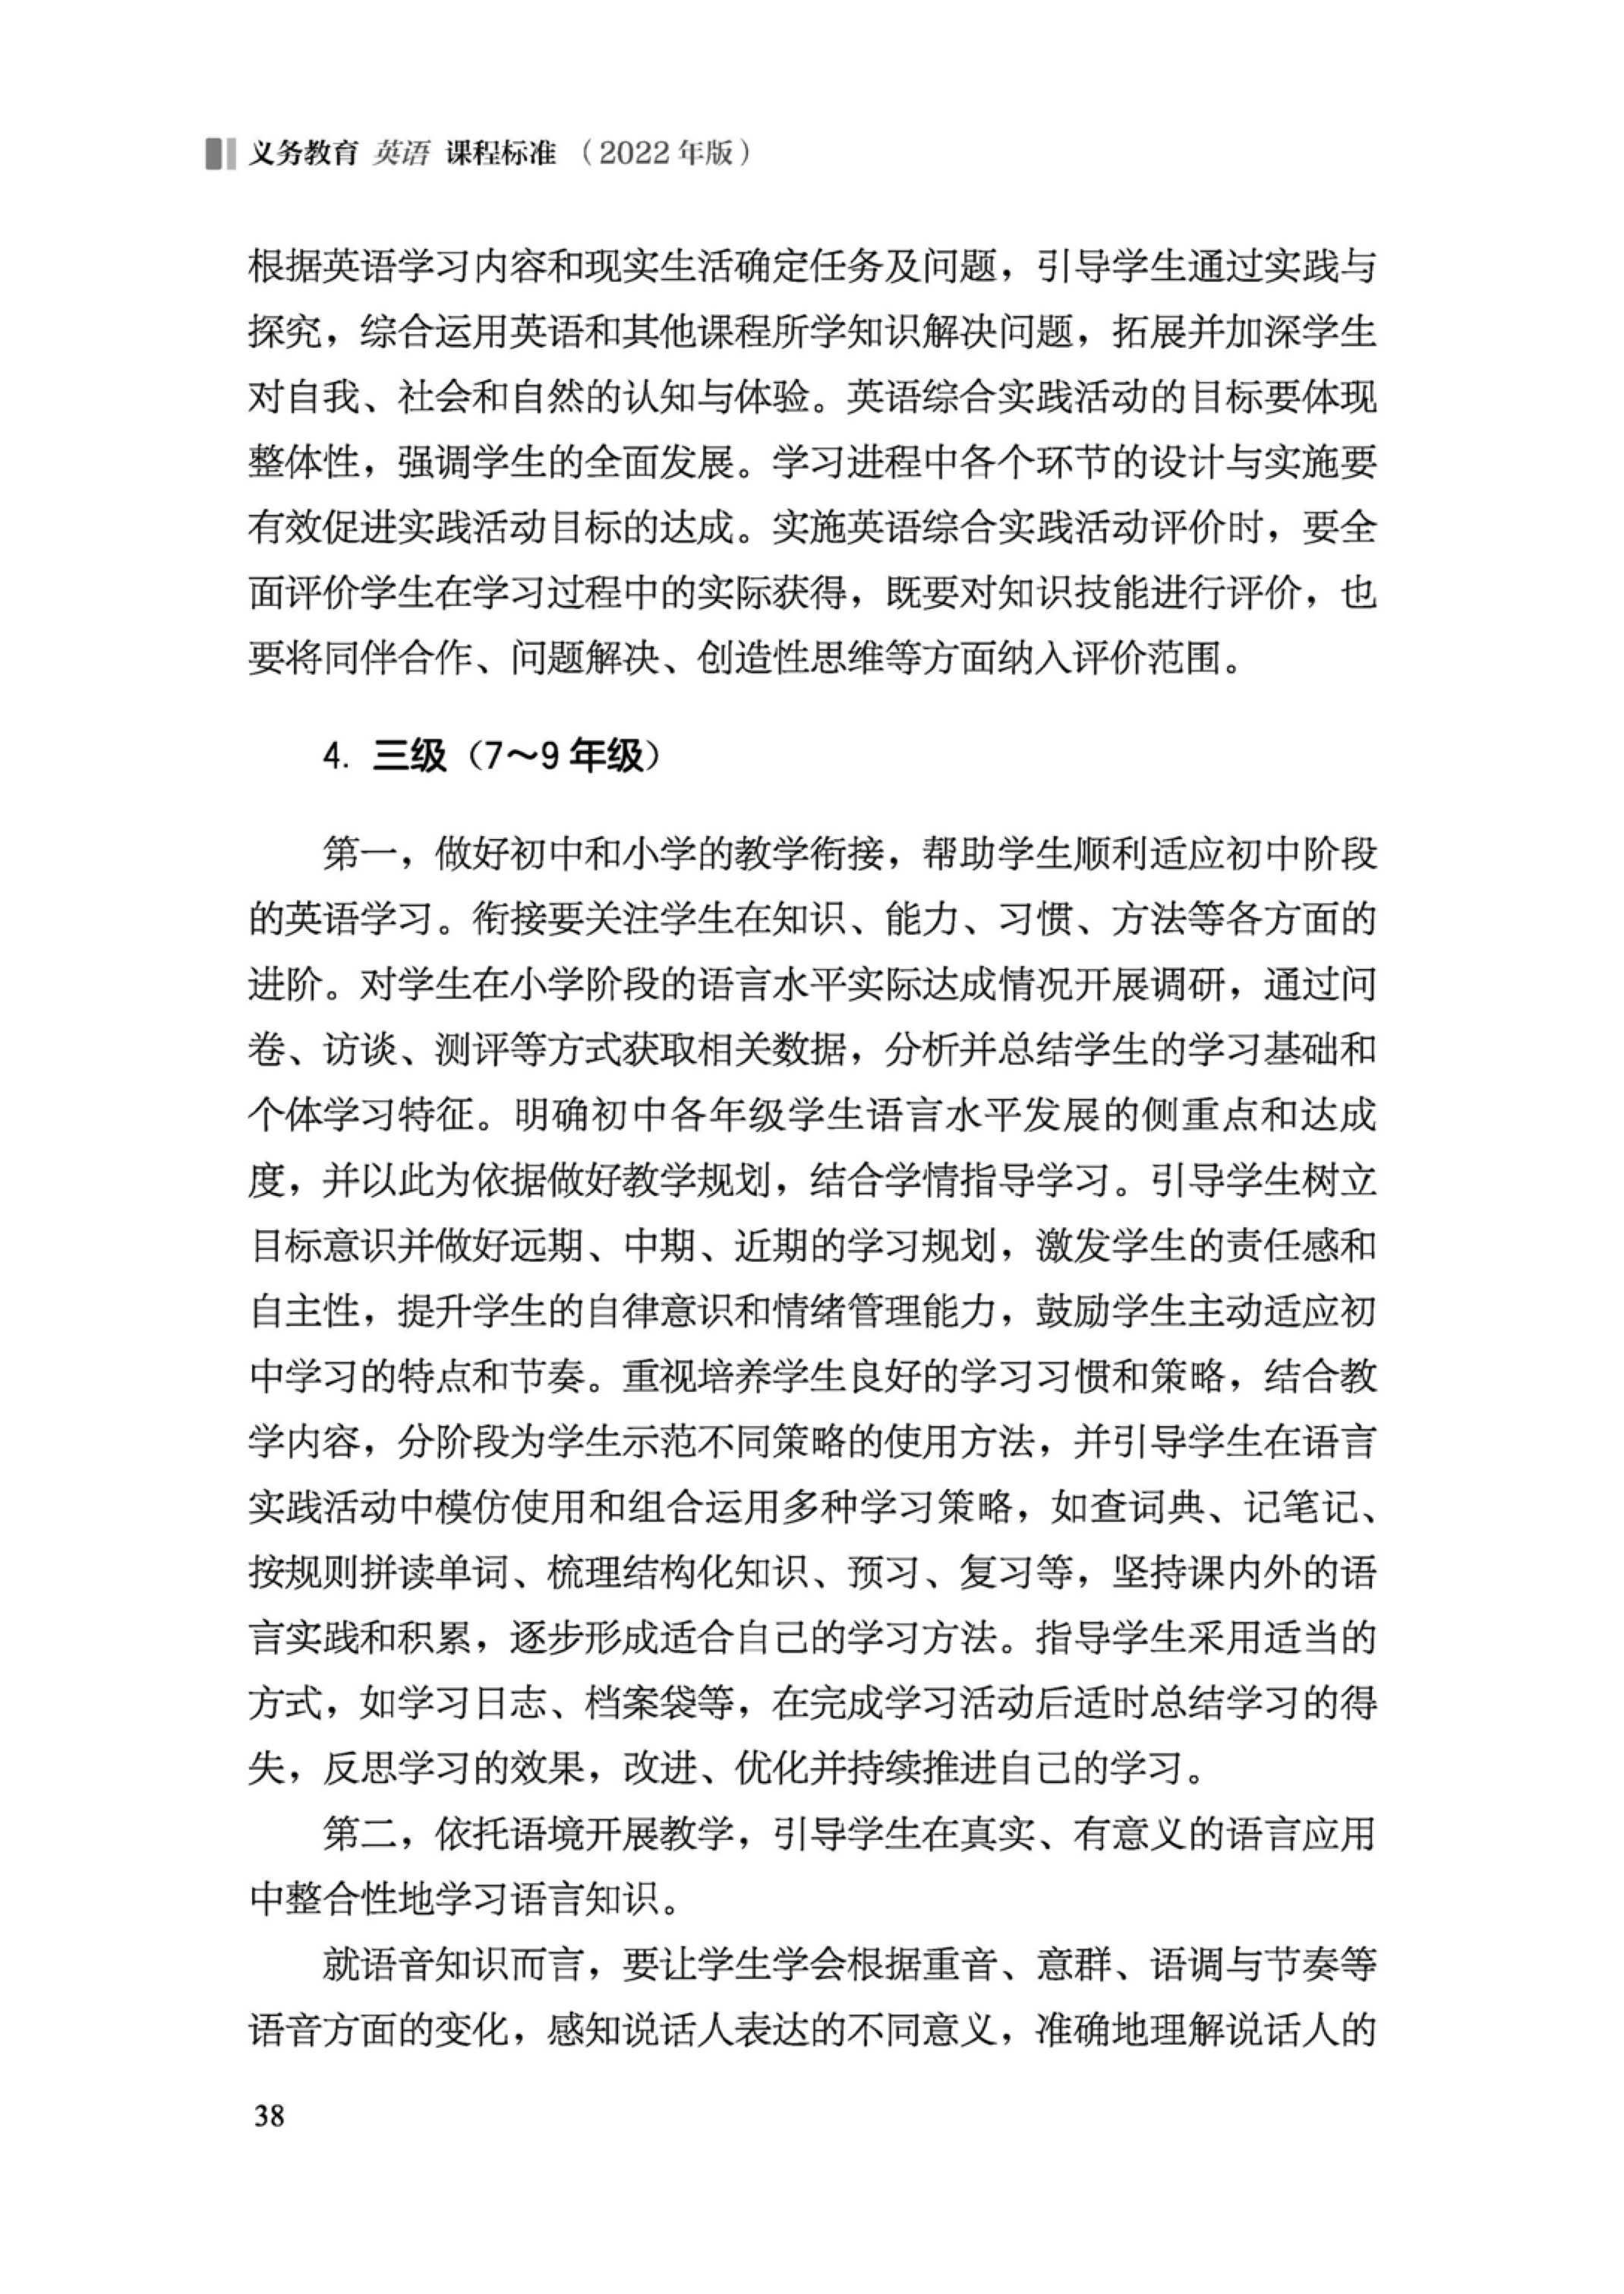 义务教育 英语 课程标准（2022 年版）
根据英语学习内容和现实生活确定任务及问题，引导学生通过实践与
探究，综合运用英语和其他课程所学知识解决问题，拓展并加深学生
对自我、社会和自然的认知与体验。英语综合实践活动的目标要体现
整体性，强调学生的全面发展。学习进程中各个环节的设计与实施要
有效促进实践活动目标的达成。实施英语综合实践活动评价时，要全
面评价学生在学习过程中的实际获得，既要对知识技能进行评价，也
要将同伴合作、问题解决、创造性思维等方面纳入评价范围。
4. 三级（7～9 年级）
第一，做好初中和小学的教学衔接，帮助学生顺利适应初中阶段
的英语学习。衔接要关注学生在知识、能力、习惯、方法等各方面的
进阶。对学生在小学阶段的语言水平实际达成情况开展调研，通过问
卷、访谈、测评等方式获取相关数据，分析并总结学生的学习基础和
个体学习特征。明确初中各年级学生语言水平发展的侧重点和达成
度，并以此为依据做好教学规划，结合学情指导学习。引导学生树立
目标意识并做好远期、中期、近期的学习规划，激发学生的责任感和
自主性，提升学生的自律意识和情绪管理能力，鼓励学生主动适应初
中学习的特点和节奏。重视培养学生良好的学习习惯和策略，结合教
学内容，分阶段为学生示范不同策略的使用方法，并引导学生在语言
实践活动中模仿使用和组合运用多种学习策略，如查词典、记笔记、
按规则拼读单词、梳理结构化知识、预习、复习等，坚持课内外的语
言实践和积累，逐步形成适合自己的学习方法。指导学生采用适当的
方式，如学习日志、档案袋等，在完成学习活动后适时总结学习的得
失，反思学习的效果，改进、优化并持续推进自己的学习。
第二，依托语境开展教学，引导学生在真实、有意义的语言应用
中整合性地学习语言知识。
就语音知识而言，要让学生学会根据重音、意群、语调与节奏等
语音方面的变化，感知说话人表达的不同意义，准确地理解说话人的
38